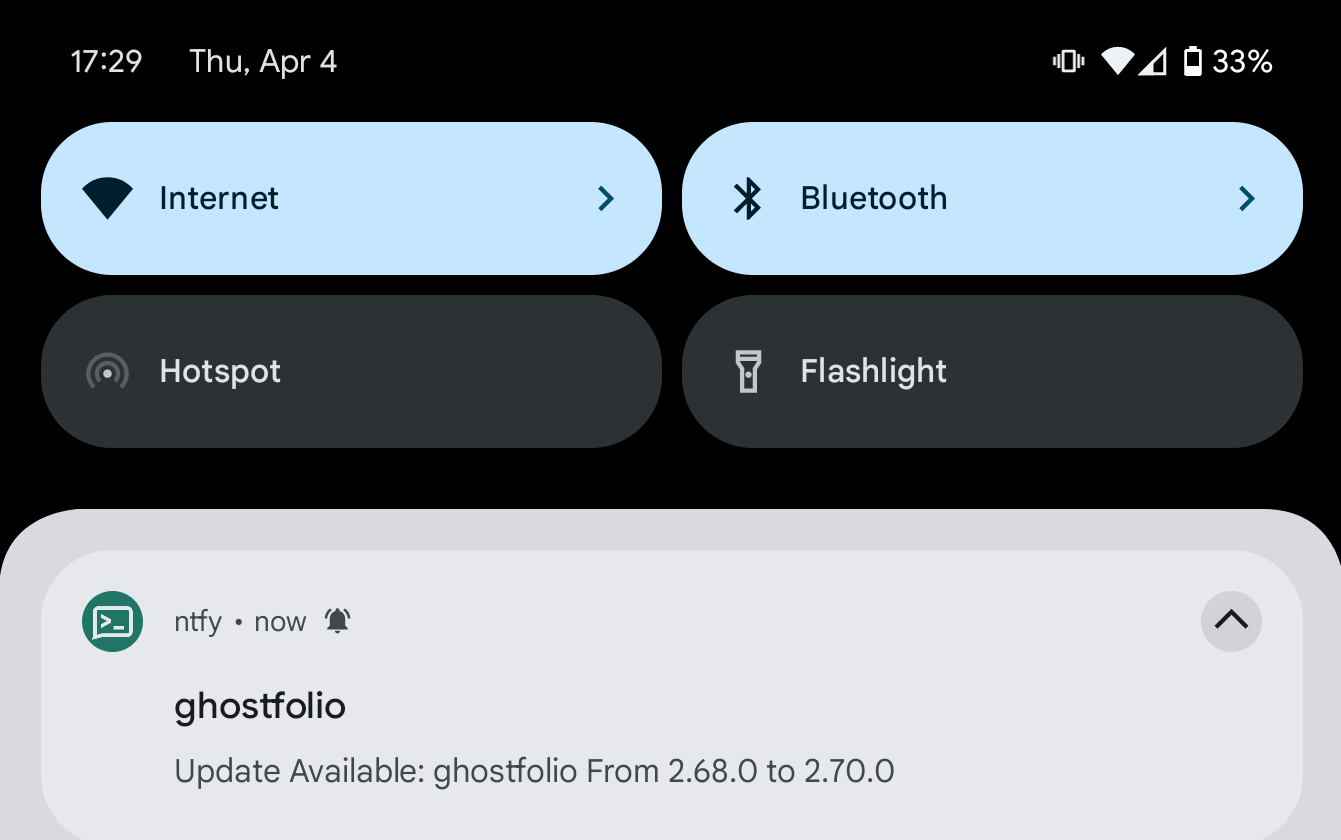 17:29 Thu, Apr 4 33%
Internet Bluetooth
Hotspot Flashlight
ntfy • now
ghostfolio
Update Available: ghostfolio From 2.68.0 to 2.70.0